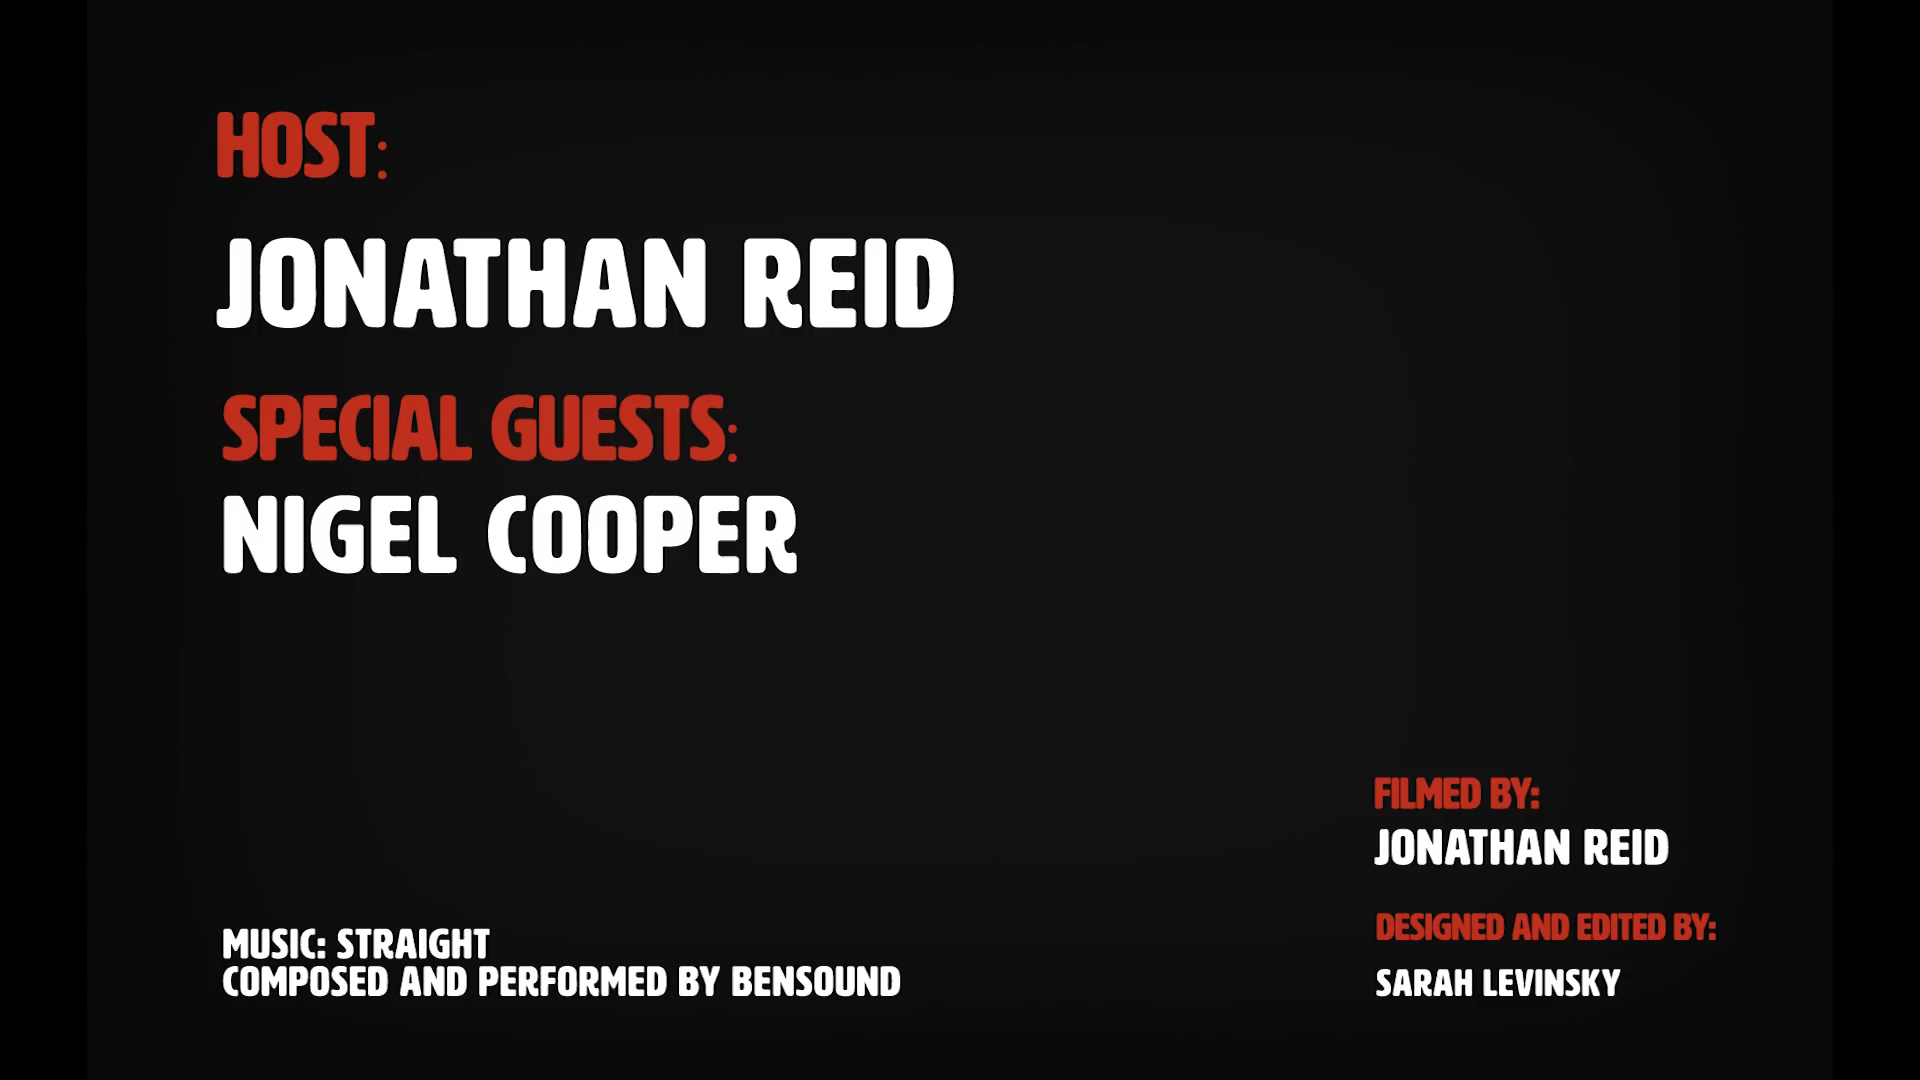 HOST:
JONATHAN REID
SPECIAL GUESTS:
NIGEL COOPER
FILMED BY:
JONATHAN REID
DESIGNED AND EDITED BY:
SARAH LEVINSKY
MUSIC: STRAIGHT
COMPOSED AND PERFORMED BY BENSOUND